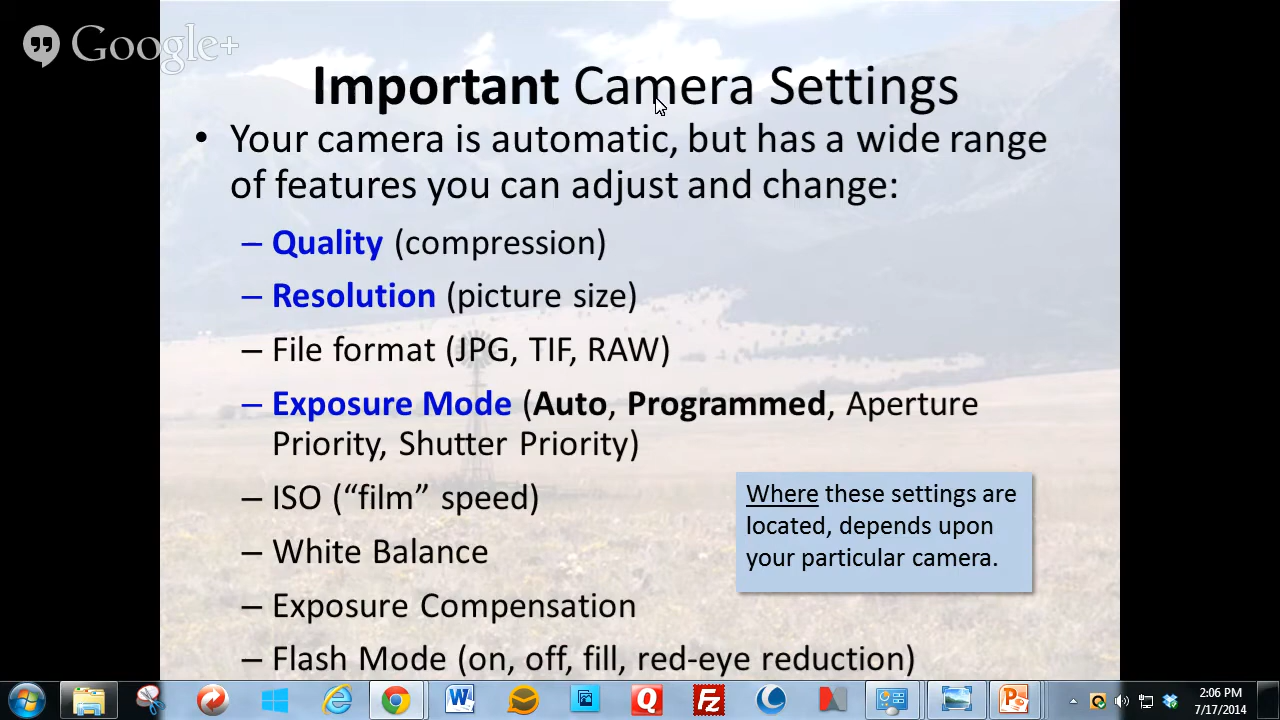 Google+
Important Camera Settings
• Your camera is automatic, but has a wide range
of features you can adjust and change:
– Quality (compression)
– Resolution (picture size)
– File format (JPG, TIF, RAW)
– Exposure Mode (Auto, Programmed, Aperture
Priority, Shutter Priority)
– ISO (“film” speed)
– White Balance
– Exposure Compensation
– Flash Mode (on, off, fill, red-eye reduction)
Where these settings are
located, depends upon
your particular camera.
2:06 PM
7/17/2014